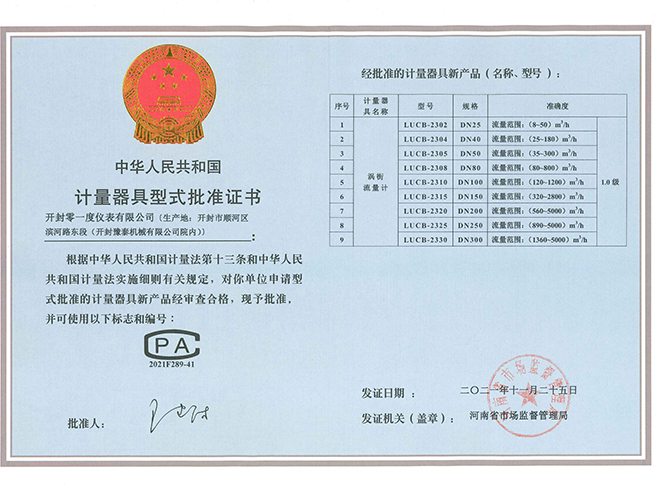 中华人民共和国
计量器具型式批准证书
开封零一度仪表有限公司〔生产地：开封市顺河区
滨河路东段（开封豫泰机械有限公司院内）〕：
根据中华人民共和国计量法第十三条和中华人民
共和国计量法实施细则有关规定，对你单位申请型
式批准的计量器具新产品经审查合格，现予批准，
并可使用以下标志和编号：
CPA
2021F289-41
批准人：
经批准的计量器具新产品（名称、型号）：
序号 计量器具名称 型号 规格 准确度
1 涡街流量计 LUCB-2302 DN25 流量范围：（8-50）m³/h 1.0 级
2 LUCB-2304 DN40 流量范围：（25-180）m³/h
3 LUCB-2305 DN50 流量范围：（35-300）m³/h
4 LUCB-2308 DN80 流量范围：（80-800）m³/h
5 LUCB-2310 DN100 流量范围：（120-1200）m³/h
6 LUCB-2315 DN150 流量范围：（320-2800）m³/h
7 LUCB-2320 DN200 流量范围：（560-5000）m³/h
8 LUCB-2325 DN250 流量范围：（890-5000）m³/h
9 LUCB-2330 DN300 流量范围：（1360-5000）m³/h
发证日期： 二〇二一年十一月二十五日
发证机关（盖章）： 河南省市场监督管理局